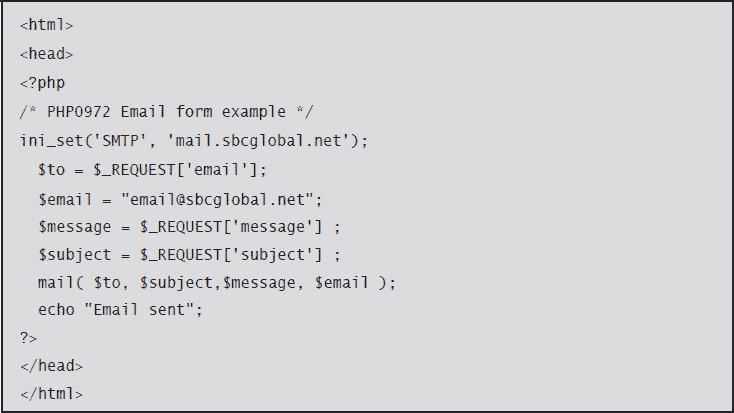 <html>
<head>
<?php
/* PHP0972 Email form example */
ini_set('SMTP', 'mail.sbcglobal.net');
$to = $_REQUEST['email'];
$email = "email@sbcglobal.net";
$message = $_REQUEST['message'] ;
$subject = $_REQUEST['subject'] ;
mail( $to, $subject,$message, $email );
echo "Email sent";
?>
</head>
</html>